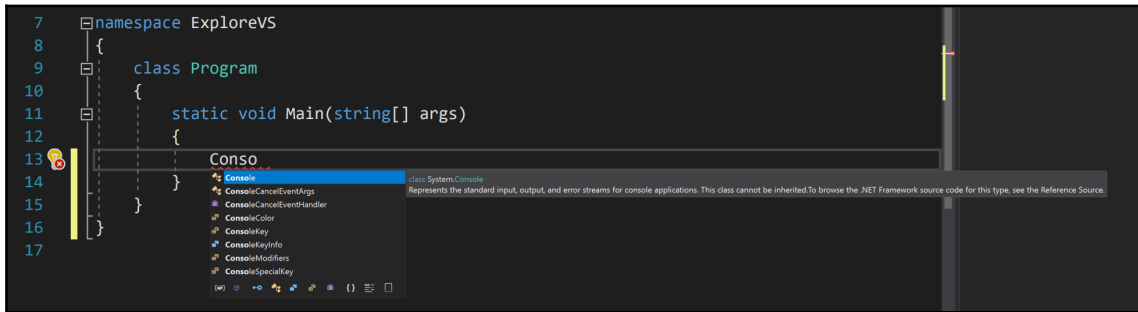 7 namespace ExploreVS
8 {
9 class Program
10 {
11 static void Main(string[] args)
12 {
13 Conso
Console
class System.Console
ConsoleCancelEventArgs
Represents the standard input, output, and error streams for console applications. This class cannot be inherited.To browse the .NET Framework source code for this type, see the Reference Source.
14 }
ConsoleCancelEventHandler
15 }
ConsoleColor
16 }
ConsoleKey
17
ConsoleKeyInfo
ConsoleModifiers
ConsoleSpecialKey